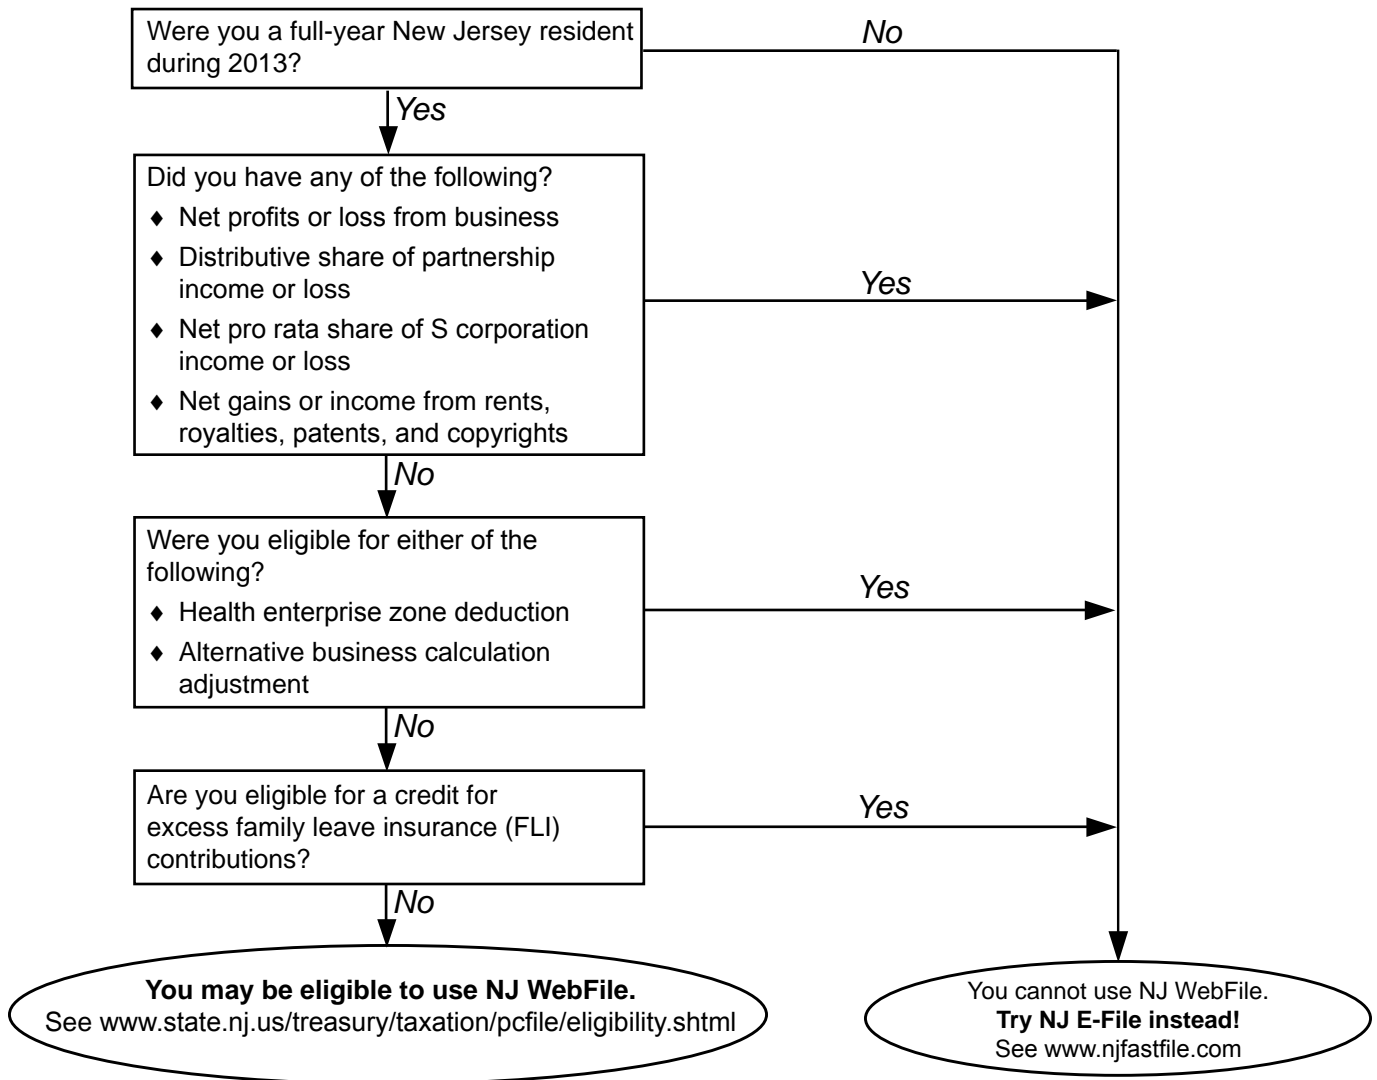 Were you a full-year New Jersey resident
during 2013?
No
Yes
Did you have any of the following?
♦ Net profits or loss from business
♦ Distributive share of partnership
income or loss
♦ Net pro rata share of S corporation
income or loss
♦ Net gains or income from rents,
royalties, patents, and copyrights
Yes
No
Were you eligible for either of the
following?
♦ Health enterprise zone deduction
♦ Alternative business calculation
adjustment
Yes
No
Are you eligible for a credit for
excess family leave insurance (FLI)
contributions?
Yes
No
You may be eligible to use NJ WebFile.
See www.state.nj.us/treasury/taxation/pcfile/eligibility.shtml
You cannot use NJ WebFile.
Try NJ E-File instead!
See www.njfastfile.com